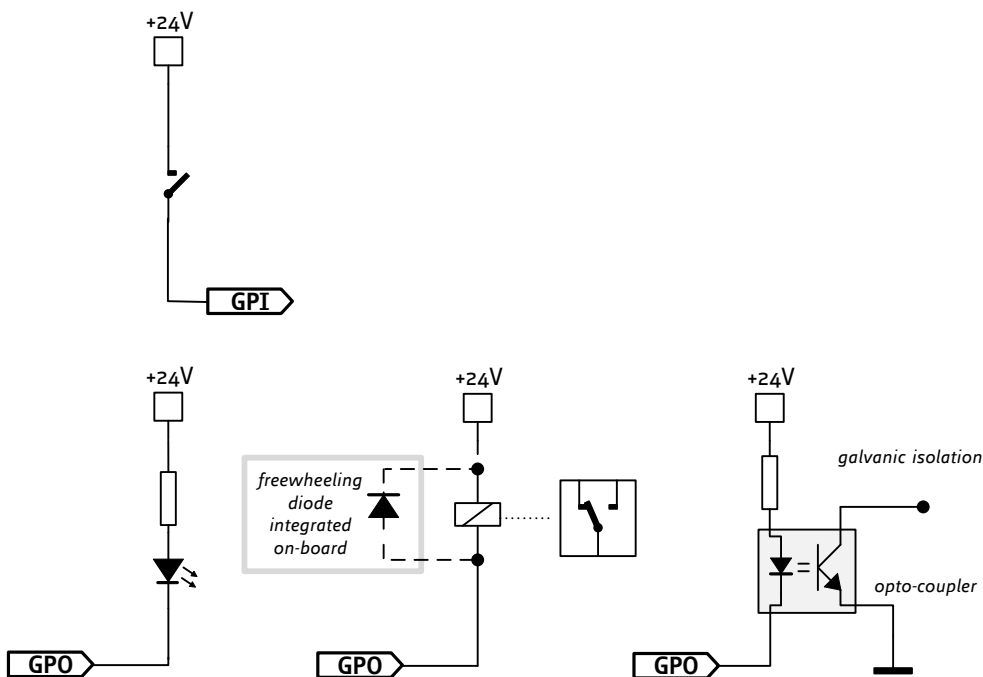 +24V
GPI
+24V
+24V
+24V
freewheeling
diode
integrated
on-board
galvanic isolation
opto-coupler
GPO
GPO
GPO